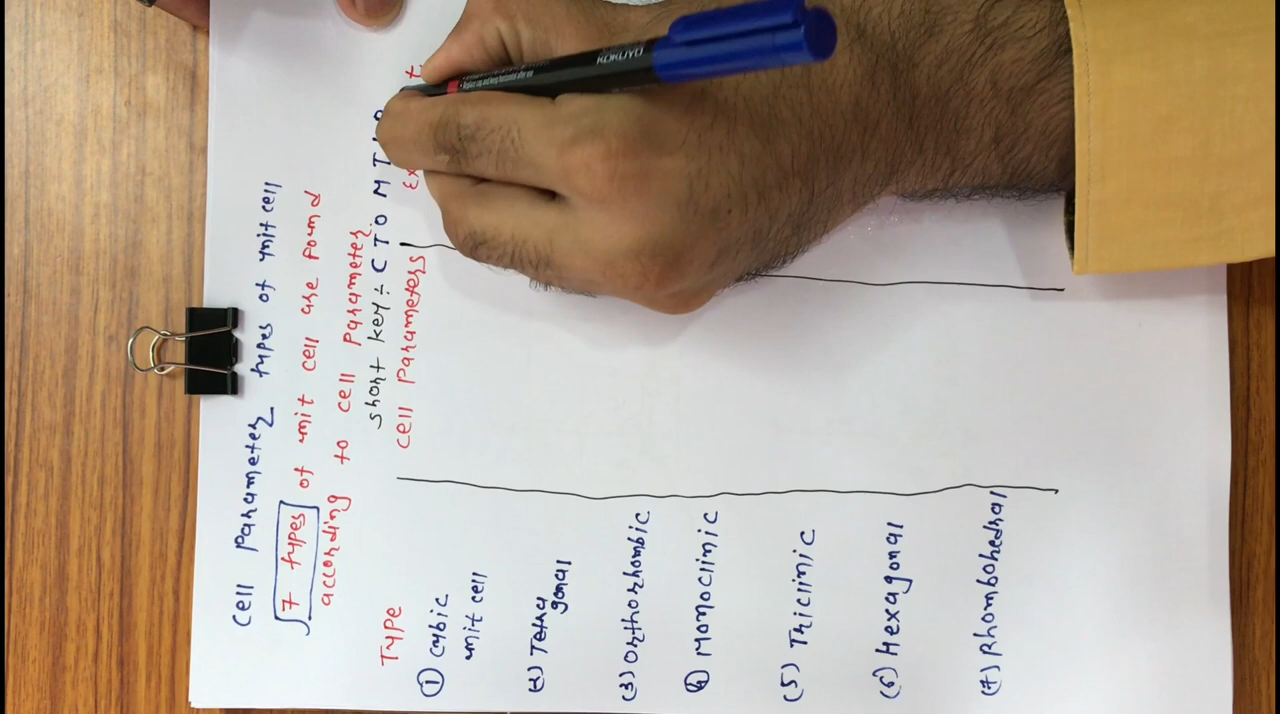 Cell Parameter types of unit cell
7 types of unit cell are found
according to cell Parameter.
short key ÷ C T O M T
TYPE Cell Parameters
① cubic
unit cell
(2) Tetra
gonal
(3) Orthorhombic
④ Monoclinic
(5) Triclinic
(6) Hexagonal
(7) Rhombohedral